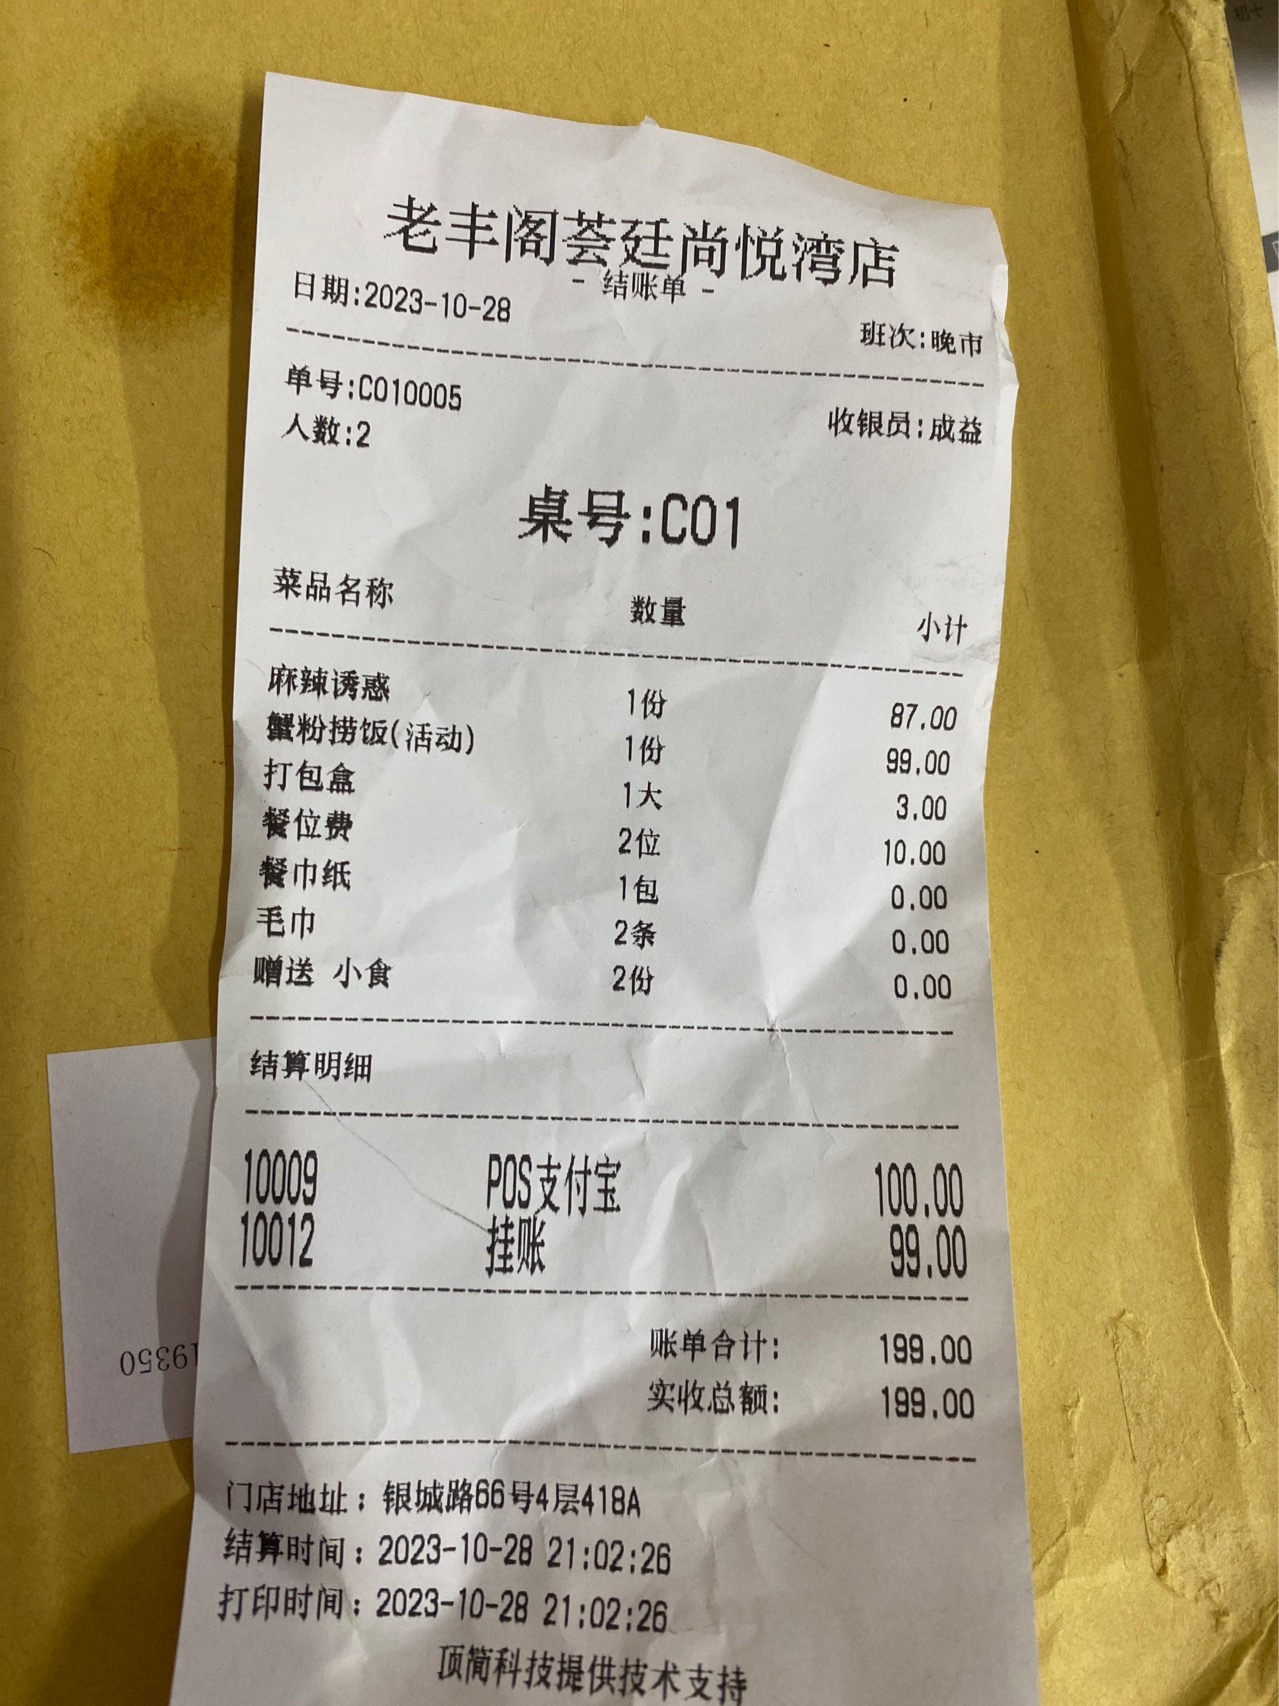 老丰阁荟廷尚悦湾店
- 结账单 -
日期:2023-10-28 班次:晚市
单号:C010005 收银员:成益
人数:2
桌号:C01
菜品名称 数量 小计
麻辣诱惑 1份 87.00
蟹粉捞饭(活动) 1份 99.00
打包盒 1大 3.00
餐位费 2位 10.00
餐巾纸 1包 0.00
毛巾 2条 0.00
赠送 小食 2份 0.00
结算明细
10009 POS支付宝 100.00
10012 挂账 99.00
账单合计: 199.00
实收总额: 199.00
门店地址: 银城路66号4层418A
结算时间: 2023-10-28 21:02:26
打印时间: 2023-10-28 21:02:26
顶简科技提供技术支持
19350